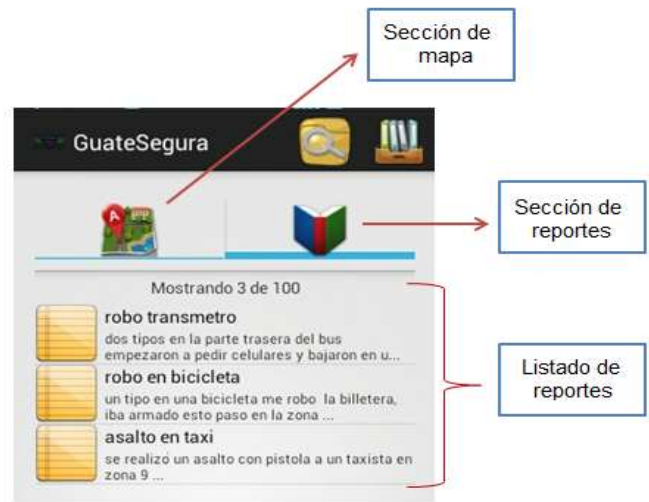 Sección de
mapa
GuateSegura
A
Sección de
reportes
Mostrando 3 de 100
robo transmetro
dos tipos en la parte trasera del bus
empezaron a pedir celulares y bajaron en u...
robo en bicicleta
un tipo en una bicicleta me robo la billetera,
iba armado esto paso en la zona ...
asalto en taxi
se realizó un asalto con pistola a un taxista en
zona 9 ...
Listado de
reportes